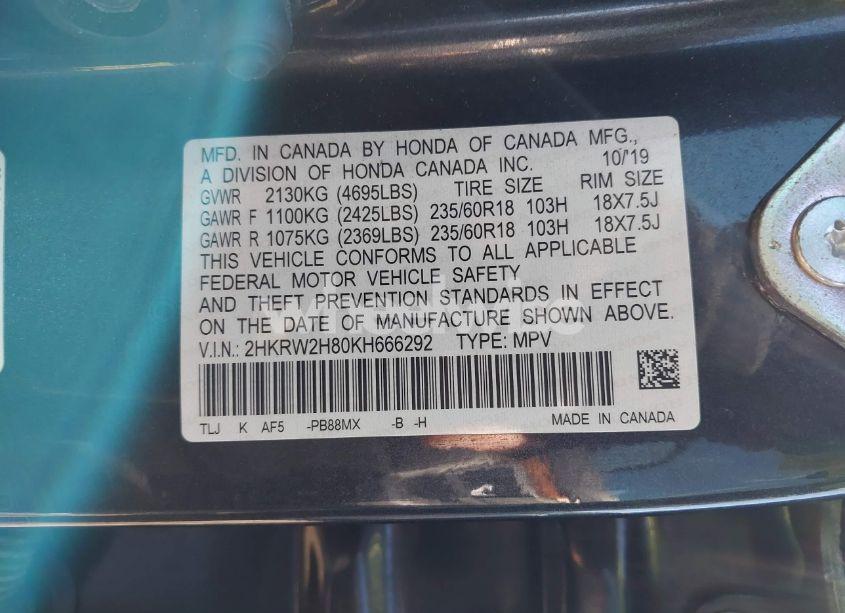 MFD. IN CANADA BY HONDA OF CANADA MFG.,
A DIVISION OF HONDA CANADA INC. 10/'19
GVWR 2130KG (4695LBS) TIRE SIZE RIM SIZE
GAWR F 1100KG (2425LBS) 235/60R18 103H 18X7.5J
GAWR R 1075KG (2369LBS) 235/60R18 103H 18X7.5J
THIS VEHICLE CONFORMS TO ALL APPLICABLE
FEDERAL MOTOR VEHICLE SAFETY
AND THEFT PREVENTION STANDARDS IN EFFECT
ON THE DATE OF MANUFACTURE SHOWN ABOVE.
V.I.N.: 2HKRW2H80KH666292 TYPE: MPV
TLJ K AF5 -PB88MX -B -H MADE IN CANADA